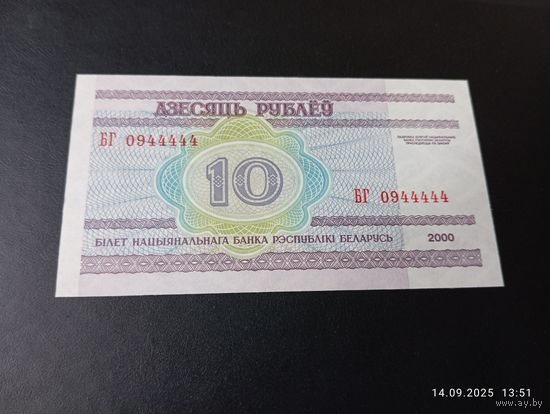 ДЗЕСЯЦЬ РУБЛЁЎ
БГ 0944444
10
БГ 0944444
БІЛЕТ НАЦЫЯНАЛЬНАГА БАНКА РЭСПУБЛІКІ БЕЛАРУСЬ 2000
14.09.2025 13:51
www.ay.by